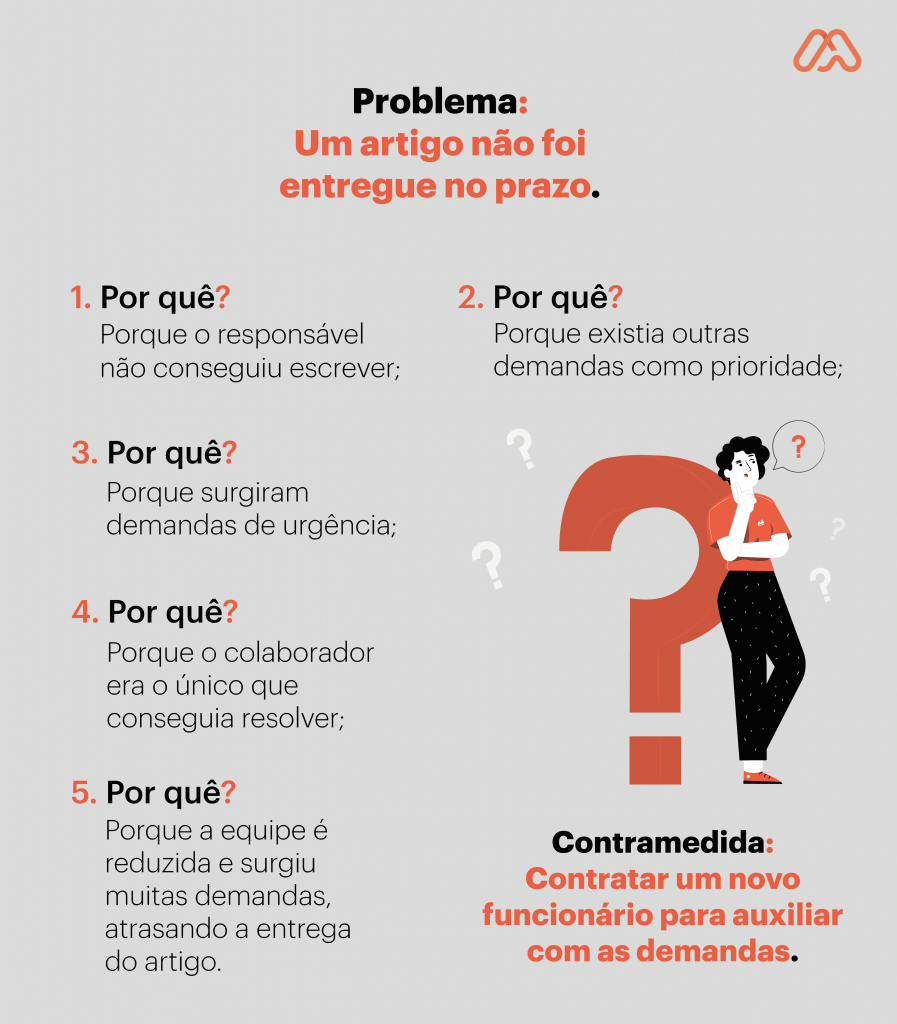 Problema:
Um artigo não foi
entregue no prazo.
1. Por quê?
Porque o responsável
não conseguiu escrever;
2. Por quê?
Porque existia outras
demandas como prioridade;
3. Por quê?
Porque surgiram
demandas de urgência;
?
?
?
?
?
?
4. Por quê?
Porque o colaborador
era o único que
conseguia resolver;
5. Por quê?
Porque a equipe é
reduzida e surgiu
muitas demandas,
atrasando a entrega
do artigo.
Contramedida:
Contratar um novo
funcionário para auxiliar
com as demandas.